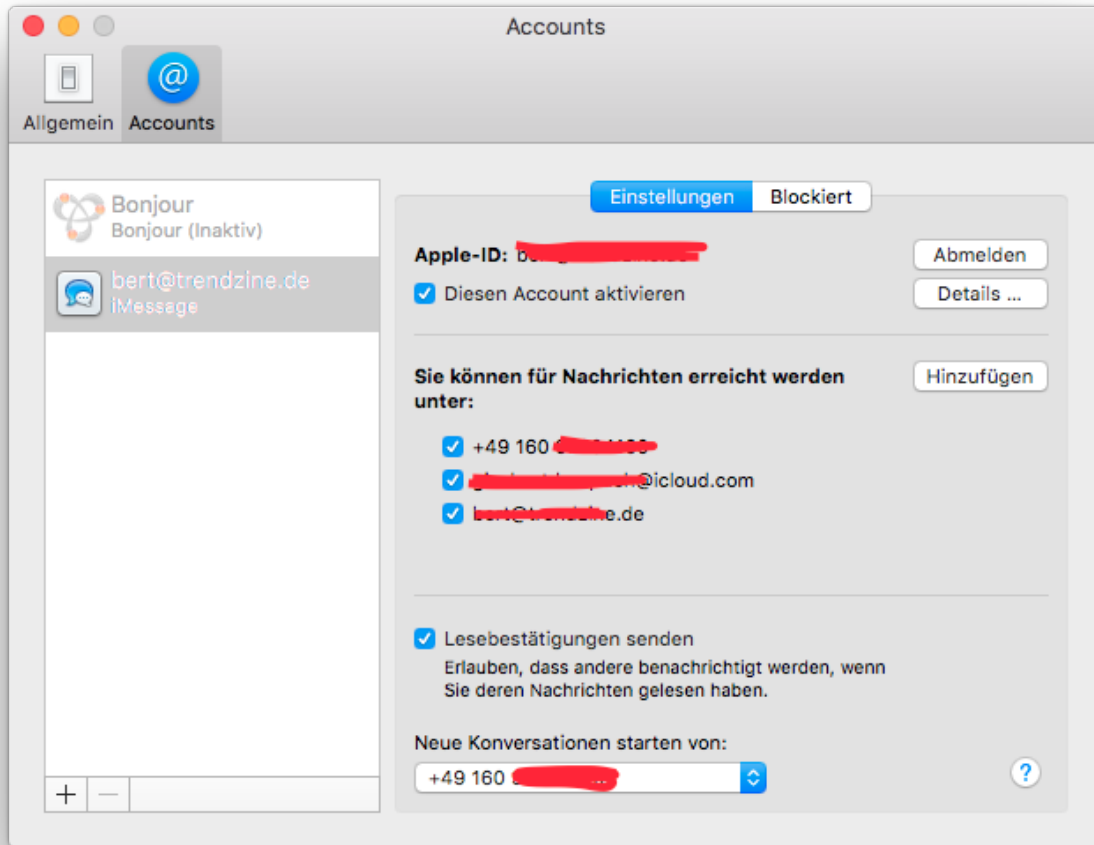 Accounts
Allgemein
Accounts
Bonjour
Bonjour (Inaktiv)
bert@trendzine.de
iMessage
Einstellungen
Blockiert
Apple-ID:
Abmelden
Diesen Account aktivieren
Details ...
Sie können für Nachrichten erreicht werden
unter:
Hinzufügen
+49 160
@icloud.com
.de
Lesebestätigungen senden
Erlauben, dass andere benachrichtigt werden, wenn
Sie deren Nachrichten gelesen haben.
Neue Konversationen starten von:
+49 160
?